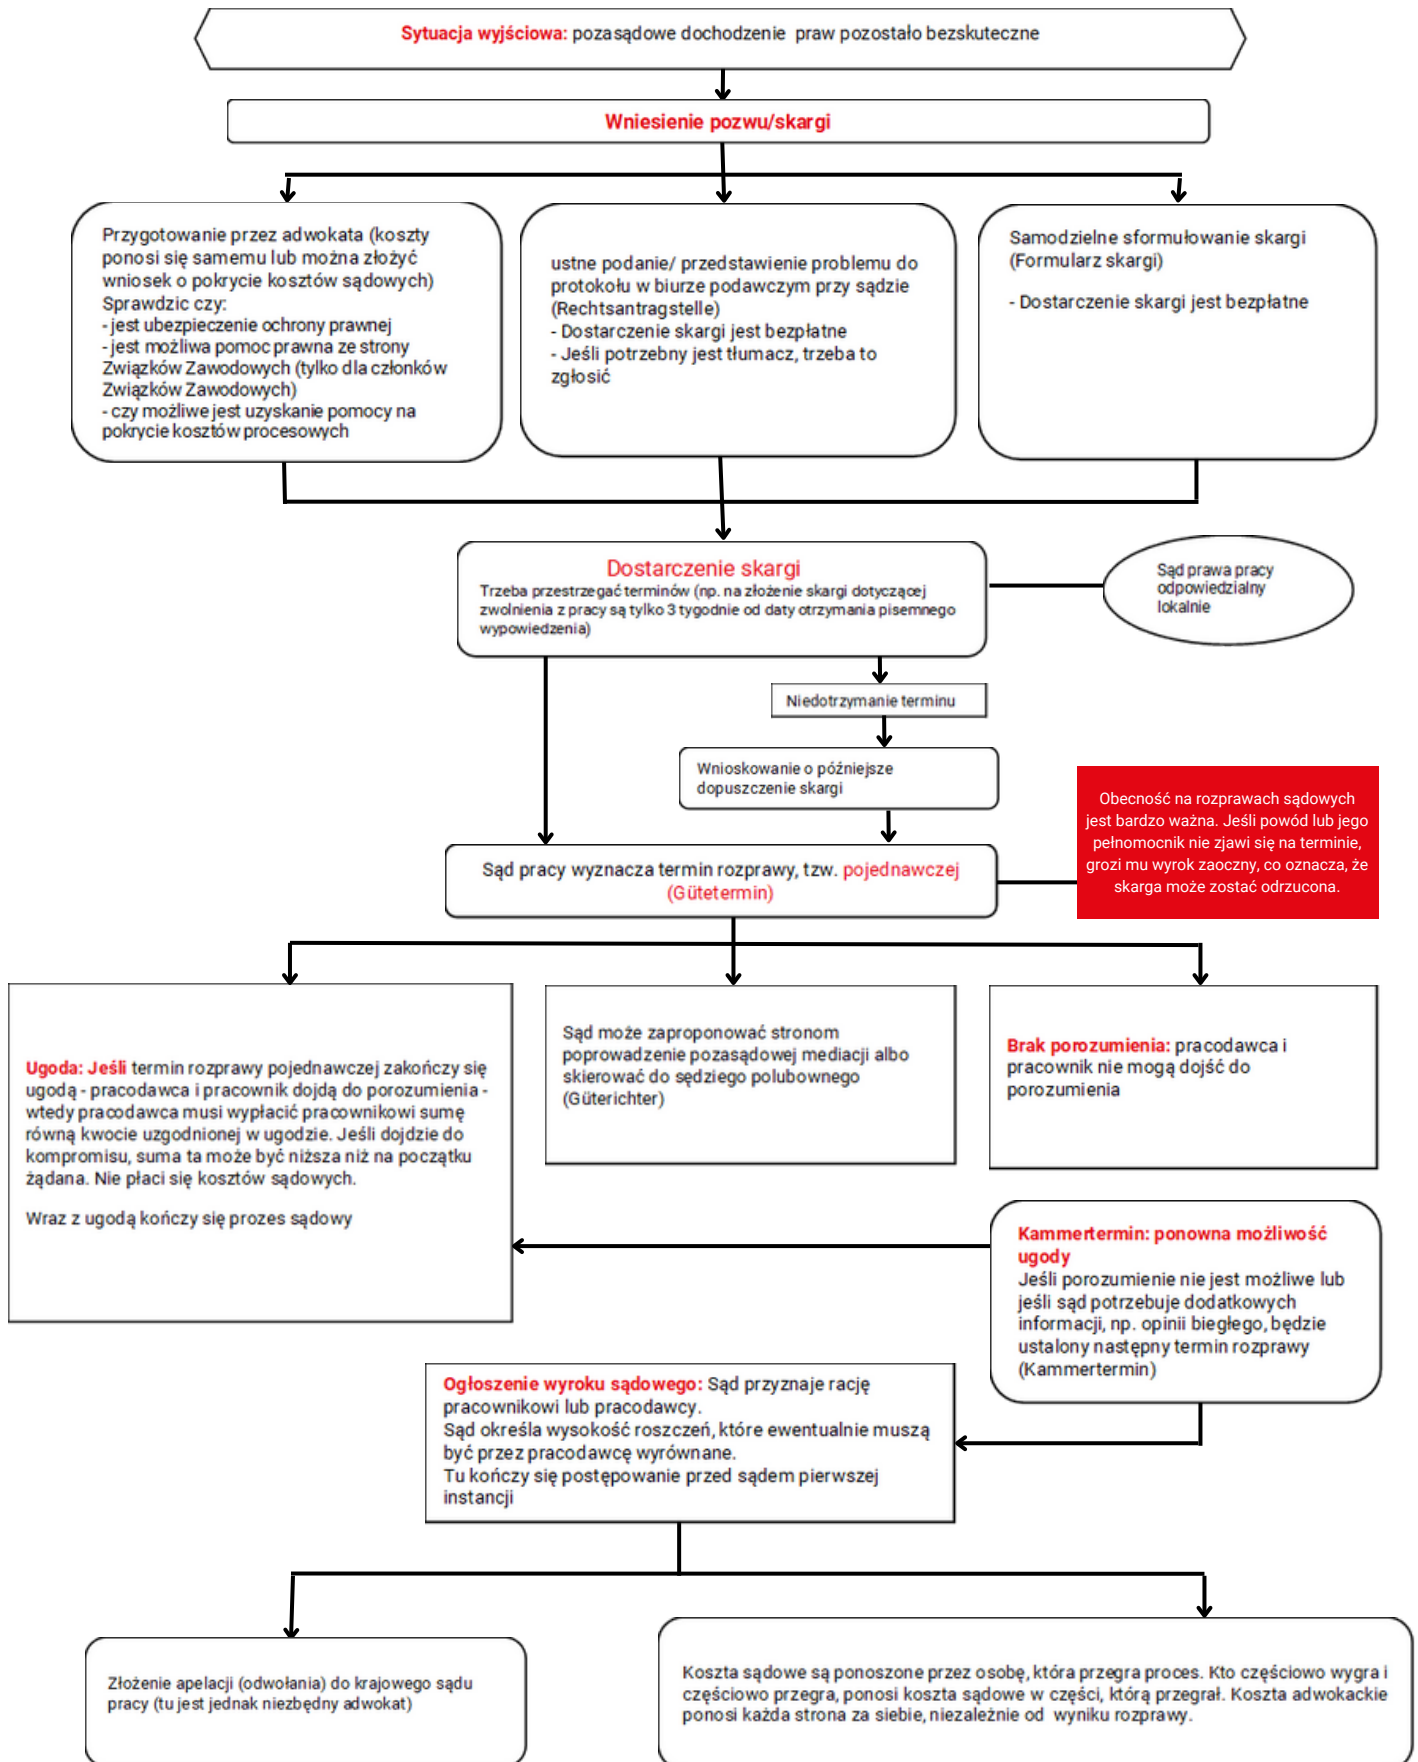 Sytuacja wyjściowa: pozasądowe dochodzenie praw pozostało bezskuteczne
Wniesienie pozwu/skargi
Przygotowanie przez adwokata (koszty
ponosi się samemu lub można złożyć
wniosek o pokrycie kosztów sądowych)
Sprawdzic czy:
- jest ubezpieczenie ochrony prawnej
- jest możliwa pomoc prawna ze strony
Związków Zawodowych (tylko dla członków
Związków Zawodowych)
- czy możliwe jest uzyskanie pomocy na
pokrycie kosztów procesowych
ustne podanie/ przedstawienie problemu do
protokołu w biurze podawczym przy sądzie
(Rechtsantragstelle)
- Dostarczenie skargi jest bezpłatne
- Jeśli potrzebny jest tłumacz, trzeba to
zgłosić
Samodzielne sformułowanie skargi
(Formularz skargi)
- Dostarczenie skargi jest bezpłatne
Dostarczenie skargi
Trzeba przestrzegać terminów (np. na złożenie skargi dotyczącej
zwolnienia z pracy są tylko 3 tygodnie od daty otrzymania pisemnego
wypowiedzenia)
Sąd prawa pracy
odpowiedzialny
lokalnie
Niedotrzymanie terminu
Wnioskowanie o późniejsze
dopuszczenie skargi
Obecność na rozprawach sądowych
jest bardzo ważna. Jeśli powód lub jego
pełnomocnik nie zjawi się na terminie,
grozi mu wyrok zaoczny, co oznacza, że
skarga może zostać odrzucona.
Sąd pracy wyznacza termin rozprawy, tzw. pojednawczej
(Gütetermin)
Ugoda: Jeśli termin rozprawy pojednawczej zakończy się
ugodą - pracodawca i pracownik dojdą do porozumienia -
wtedy pracodawca musi wypłacić pracownikowi sumę
równą kwocie uzgodnionej w ugodzie. Jeśli dojdzie do
kompromisu, suma ta może być niższa niż na początku
żądana. Nie płaci się kosztów sądowych.
Wraz z ugodą kończy się prozes sądowy
Sąd może zaproponować stronom
poprowadzenie pozasądowej mediacji albo
skierować do sędziego polubownego
(Güterichter)
Brak porozumienia: pracodawca i
pracownik nie mogą dojść do
porozumienia
Kammertermin: ponowna możliwość
ugody
Jeśli porozumienie nie jest możliwe lub
jeśli sąd potrzebuje dodatkowych
informacji, np. opinii biegłego, będzie
ustalony następny termin rozprawy
(Kammertermin)
Ogłoszenie wyroku sądowego: Sąd przyznaje rację
pracownikowi lub pracodawcy.
Sąd określa wysokość roszczeń, które ewentualnie muszą
być przez pracodawcę wyrównane.
Tu kończy się postępowanie przed sądem pierwszej
instancji
Złożenie apelacji (odwołania) do krajowego sądu
pracy (tu jest jednak niezbędny adwokat)
Koszta sądowe są ponoszone przez osobę, która przegra proces. Kto częściowo wygra i
częściowo przegra, ponosi koszta sądowe w części, którą przegrał. Koszta adwokackie
ponosi każda strona za siebie, niezależnie od wyniku rozprawy.